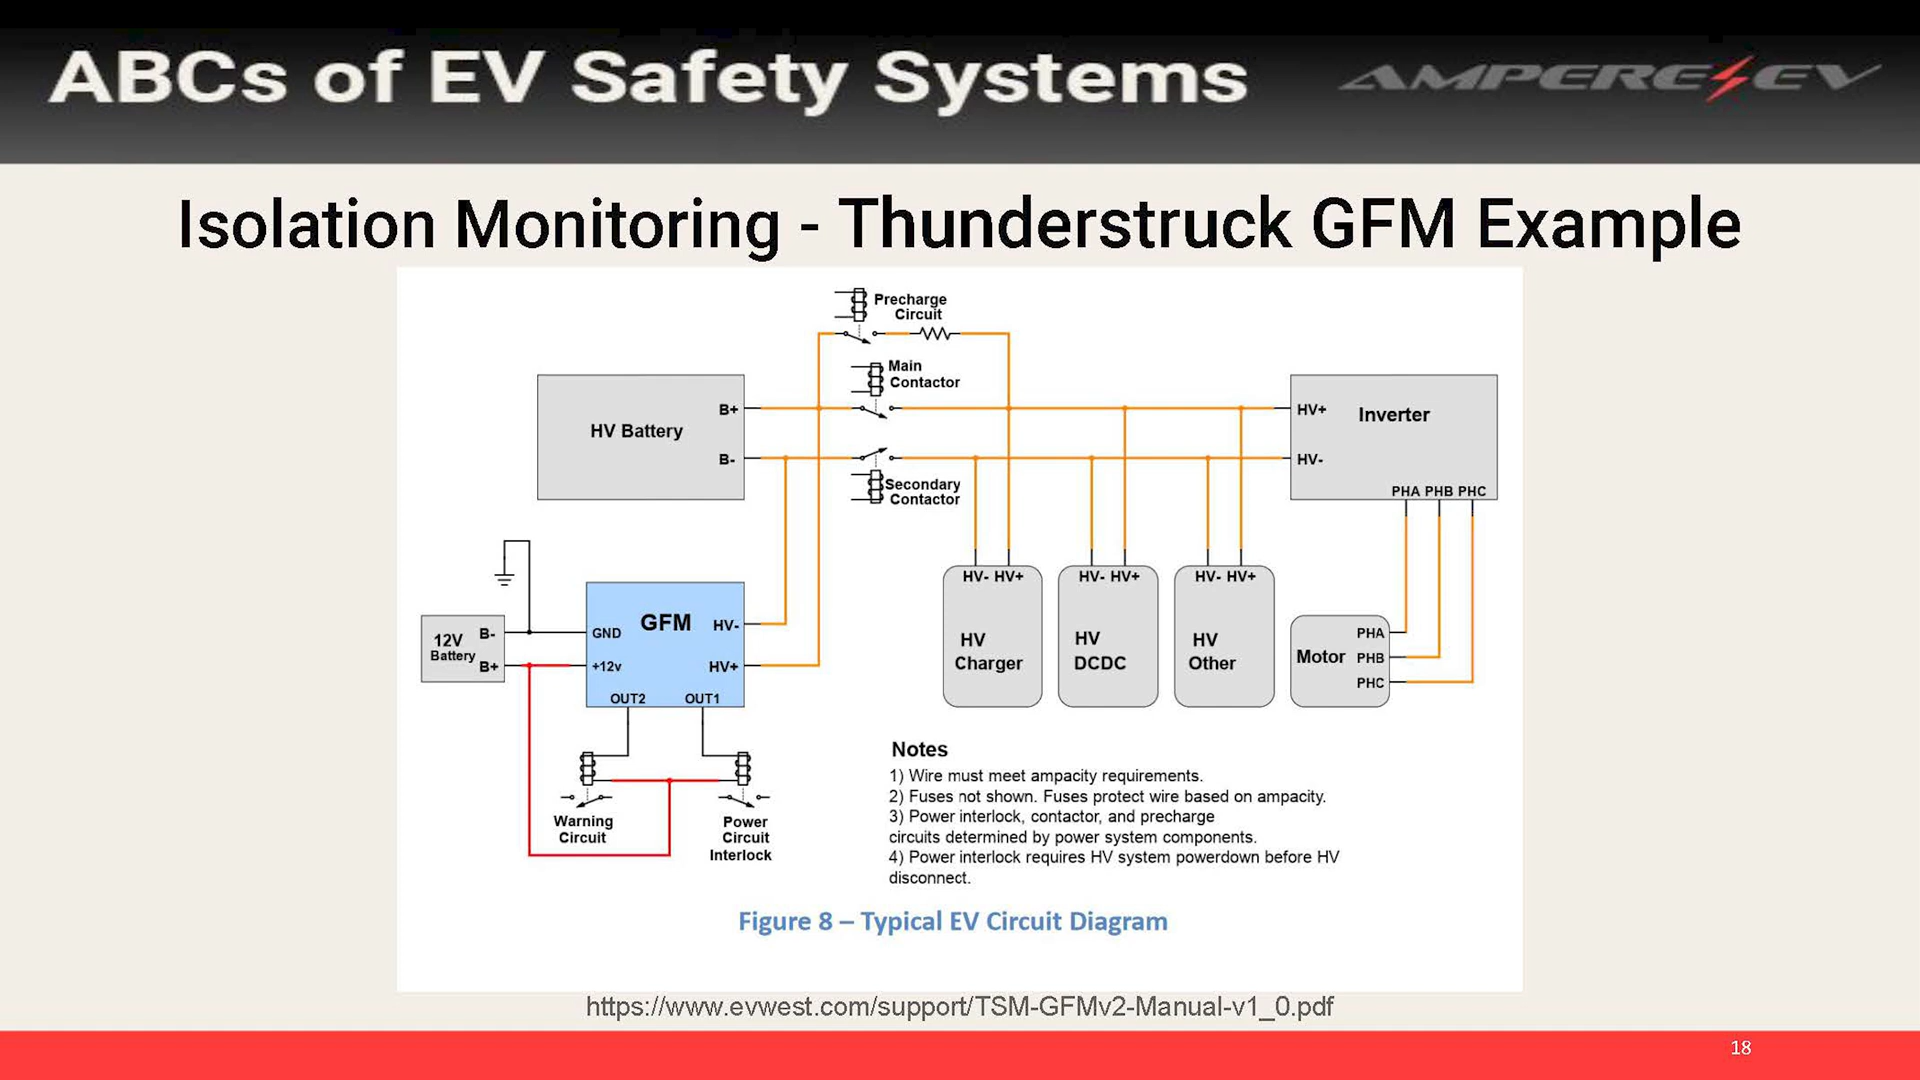 ABCs of EV Safety Systems
AMPERE EV
Isolation Monitoring - Thunderstruck GFM Example
Precharge
Circuit
Main
Contactor
HV Battery
B+
B-
Secondary
Contactor
HV+
Inverter
HV-
PHA PHB PHC
12V
Battery
B-
B+
GND
GFM
HV-
+12v
HV+
OUT2
OUT1
HV- HV+
HV
Charger
HV- HV+
HV
DCDC
HV- HV+
HV
Other
Motor
PHA
PHB
PHC
Warning
Circuit
Power
Circuit
Interlock
Notes
1) Wire must meet ampacity requirements.
2) Fuses not shown. Fuses protect wire based on ampacity.
3) Power interlock, contactor, and precharge
circuits determined by power system components.
4) Power interlock requires HV system powerdown before HV
disconnect.
Figure 8 – Typical EV Circuit Diagram
https://www.evwest.com/support/TSM-GFMv2-Manual-v1_0.pdf
18